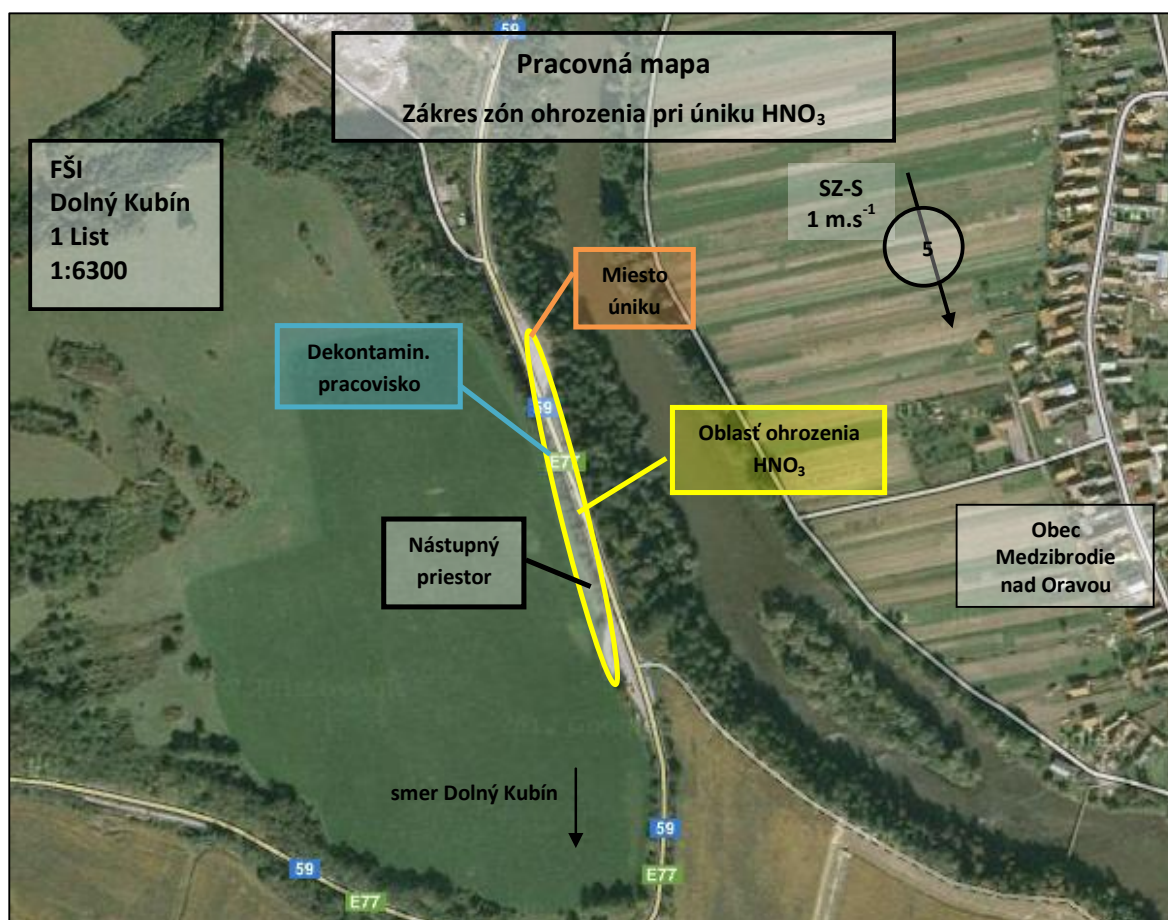 59
Pracovná mapa
Zákres zón ohrozenia pri úniku HNO₃
FŠI
Dolný Kubín
1 List
1:6300
SZ-S
1 m.s⁻¹
5
Miesto
úniku
Dekontamin.
pracovisko
59
E77
Oblasť ohrozenia
HNO₃
Nástupný
priestor
Obec
Medzibrodie
nad Oravou
smer Dolný Kubín
59
59
E77
E77